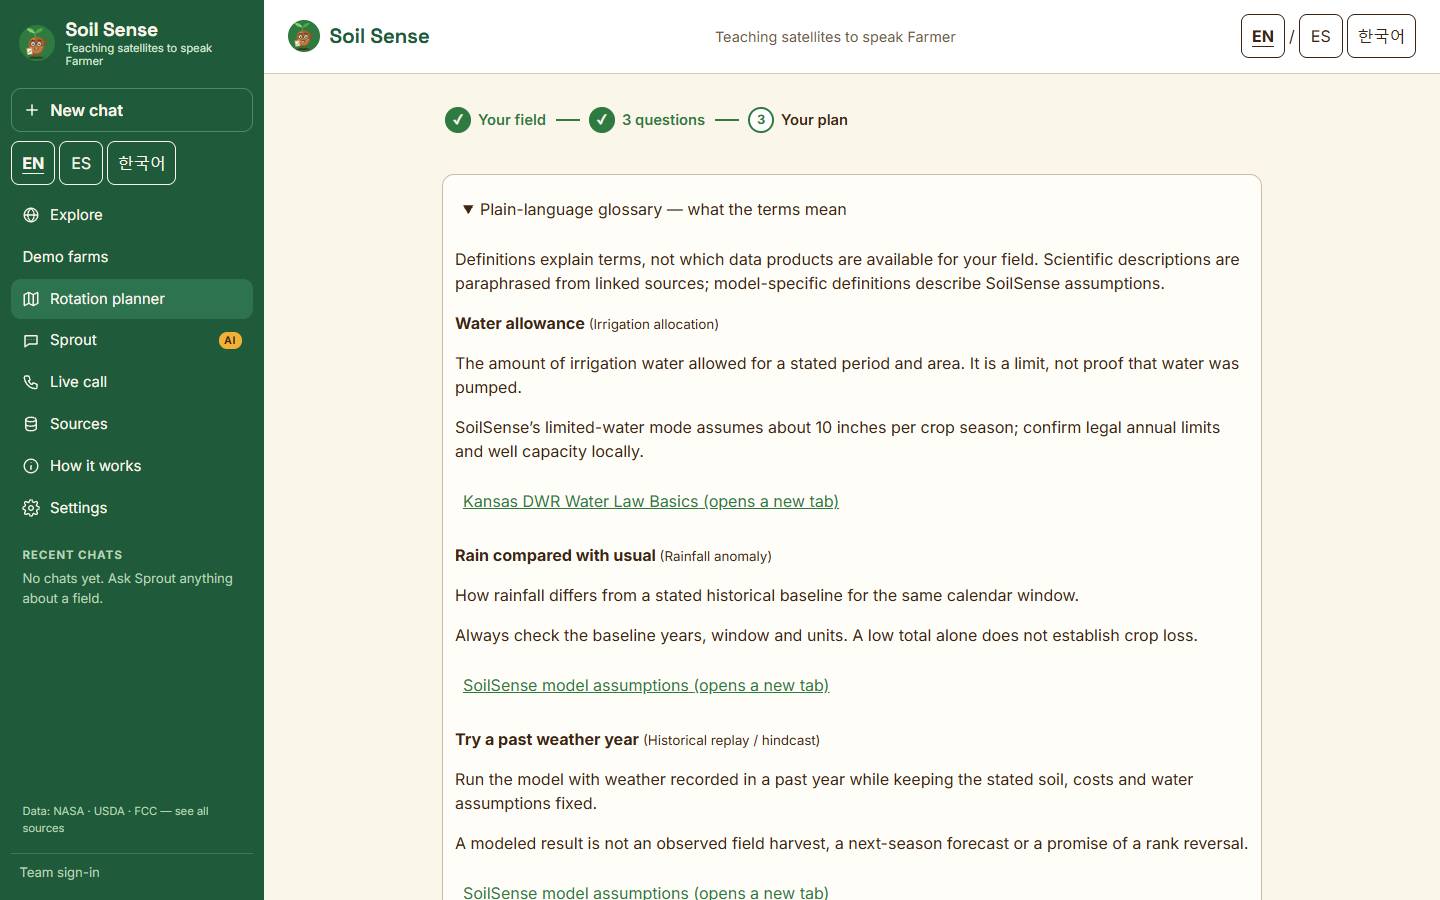 Soil Sense
Teaching satellites to speak
Farmer
New chat
EN
ES
한국어
Explore
Demo farms
Rotation planner
Sprout
AI
Live call
Sources
How it works
Settings
RECENT CHATS
No chats yet. Ask Sprout anything
about a field.
Data: NASA · USDA · FCC — see all
sources
Team sign-in
Soil Sense
Teaching satellites to speak Farmer
EN / ES 한국어
✓ Your field — ✓ 3 questions — 3 Your plan
▼ Plain-language glossary — what the terms mean
Definitions explain terms, not which data products are available for your field. Scientific descriptions are
paraphrased from linked sources; model-specific definitions describe SoilSense assumptions.
Water allowance (Irrigation allocation)
The amount of irrigation water allowed for a stated period and area. It is a limit, not proof that water was
pumped.
SoilSense’s limited-water mode assumes about 10 inches per crop season; confirm legal annual limits
and well capacity locally.
Kansas DWR Water Law Basics (opens a new tab)
Rain compared with usual (Rainfall anomaly)
How rainfall differs from a stated historical baseline for the same calendar window.
Always check the baseline years, window and units. A low total alone does not establish crop loss.
SoilSense model assumptions (opens a new tab)
Try a past weather year (Historical replay / hindcast)
Run the model with weather recorded in a past year while keeping the stated soil, costs and water
assumptions fixed.
A modeled result is not an observed field harvest, a next-season forecast or a promise of a rank reversal.
SoilSense model assumptions (opens a new tab)